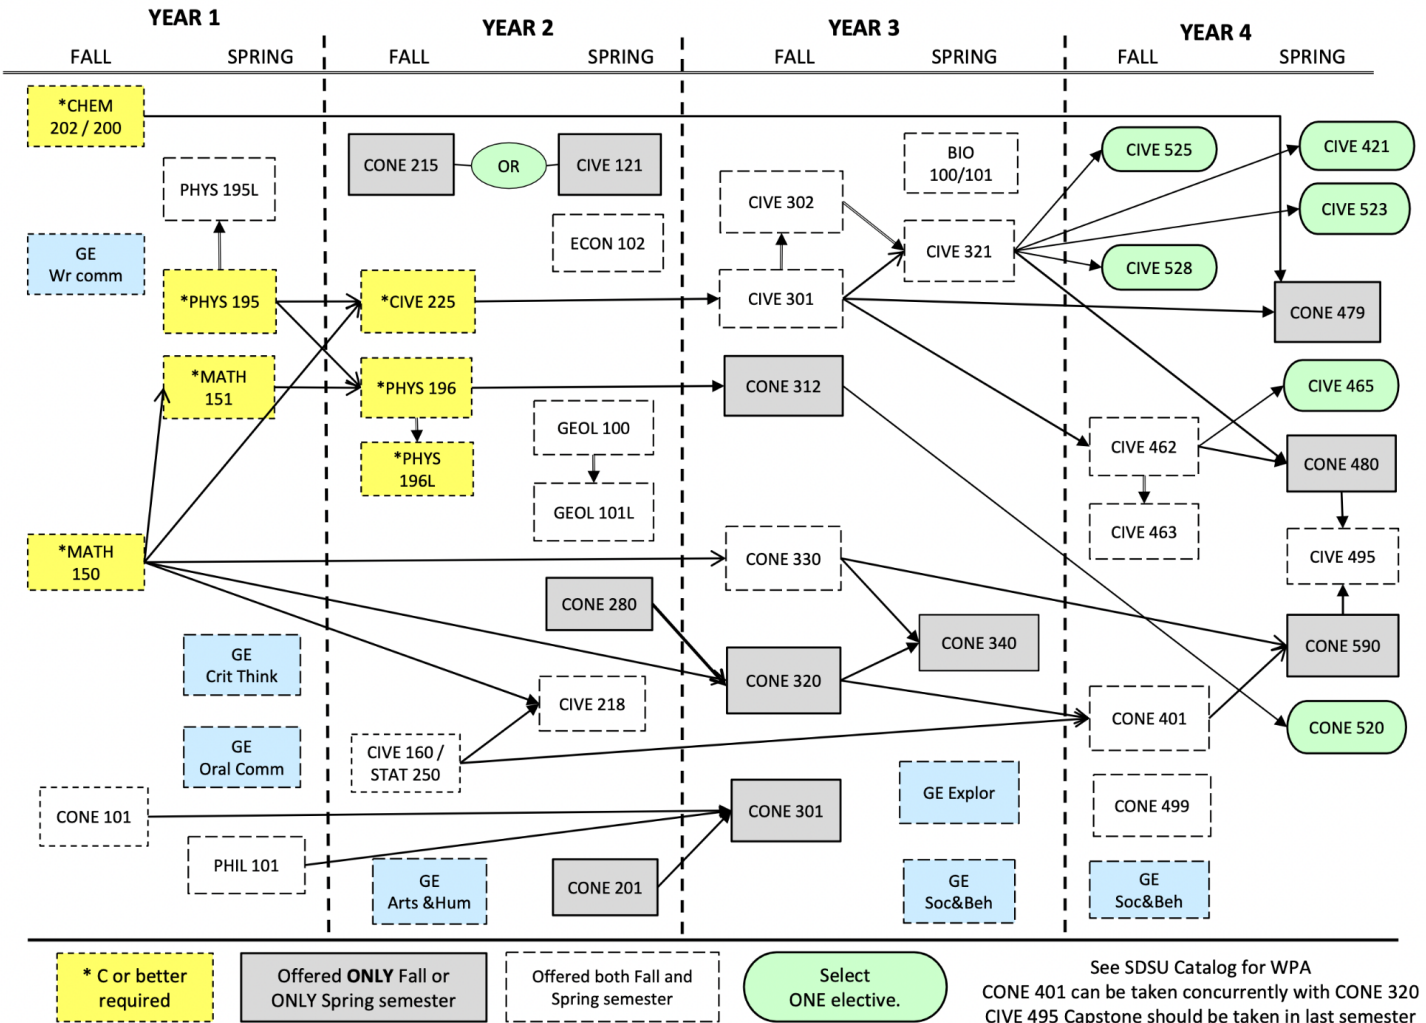 YEAR 1
YEAR 2
YEAR 3
YEAR 4
FALL
SPRING
FALL
SPRING
FALL
SPRING
FALL
SPRING
*CHEM
202 / 200
PHYS 195L
GE
Wr comm
*PHYS 195
*MATH
151
*MATH
150
GE
Crit Think
GE
Oral Comm
CONE 101
PHIL 101
CONE 215
OR
CIVE 121
ECON 102
*CIVE 225
*PHYS 196
*PHYS
196L
GEOL 100
GEOL 101L
CONE 280
CIVE 218
CIVE 160 /
STAT 250
GE
Arts &Hum
CONE 201
CIVE 302
BIO
100/101
CIVE 321
CIVE 301
CONE 312
CONE 330
CONE 340
CONE 320
CONE 301
GE Explor
GE
Soc&Beh
CIVE 525
CIVE 421
CIVE 523
CIVE 528
CONE 479
CIVE 465
CIVE 462
CONE 480
CIVE 463
CIVE 495
CONE 590
CONE 401
CONE 520
CONE 499
GE
Soc&Beh
* C or better
required
Offered ONLY Fall or
ONLY Spring semester
Offered both Fall and
Spring semester
Select
ONE elective.
See SDSU Catalog for WPA
CONE 401 can be taken concurrently with CONE 320
CIVE 495 Capstone should be taken in last semester